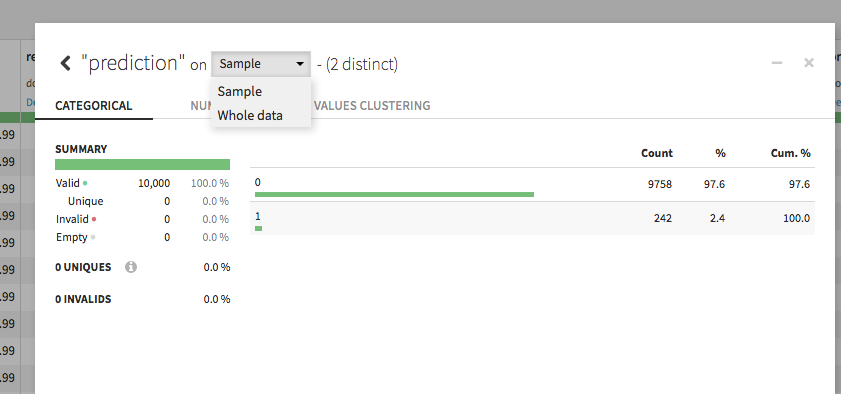 "prediction" on Sample - (2 distinct)
Sample
Whole data
CATEGORICAL NUM VALUES CLUSTERING
SUMMARY
Count % Cum. %
Valid 10,000 100.0 %
Unique 0 0.0 %
Invalid 0 0.0 %
Empty 0 0.0 %
0 UNIQUES 0.0 %
0 INVALIDS 0.0 %
0 9758 97.6 97.6
1 242 2.4 100.0
re
do
De
.99
.99
.99
.99
.99
.99
.99
.99
.99
.99